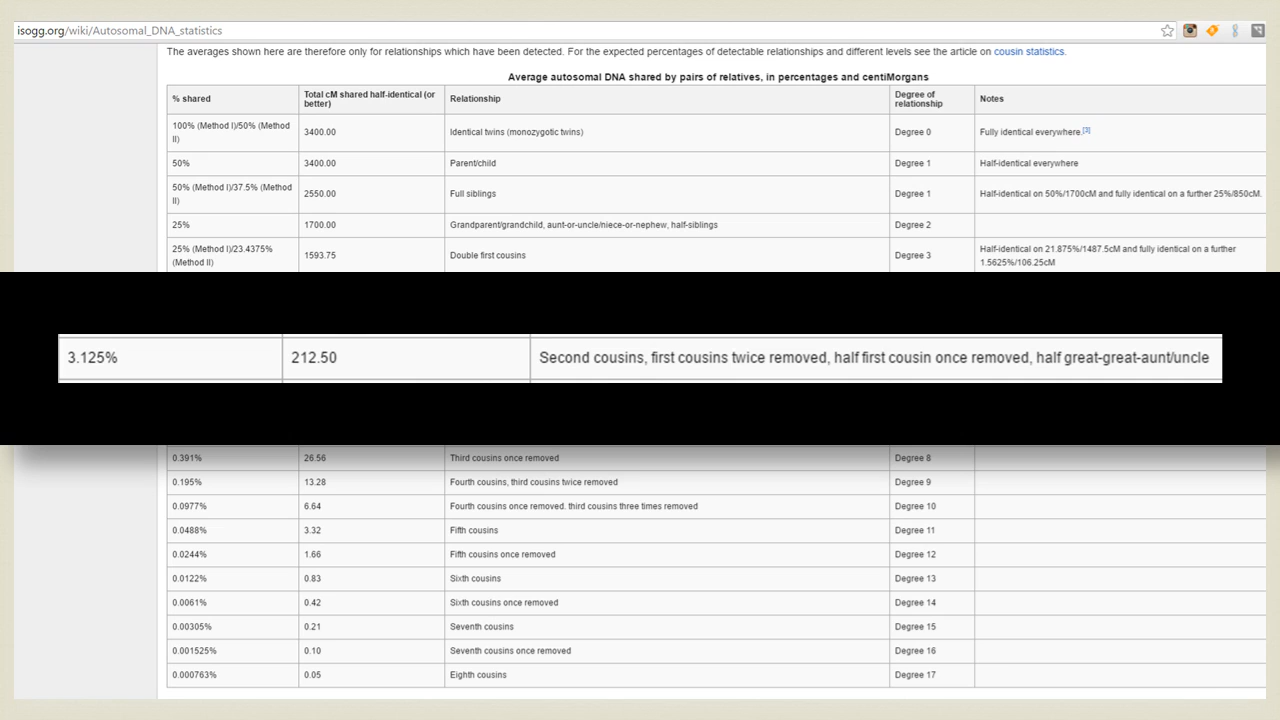 isogg.org/wiki/Autosomal_DNA_statistics
The averages shown here are therefore only for relationships which have been detected. For the expected percentages of detectable relationships and different levels see the article on cousin statistics.
Average autosomal DNA shared by pairs of relatives, in percentages and centiMorgans
% shared Total cM shared half-identical (or better) Relationship Degree of relationship Notes
100% (Method I)/50% (Method II) 3400.00 Identical twins (monozygotic twins) Degree 0 Fully identical everywhere.[3]
50% 3400.00 Parent/child Degree 1 Half-identical everywhere
50% (Method I)/37.5% (Method II) 2550.00 Full siblings Degree 1 Half-identical on 50%/1700cM and fully identical on a further 25%/850cM.
25% 1700.00 Grandparent/grandchild, aunt-or-uncle/niece-or-nephew, half-siblings Degree 2
25% (Method I)/23.4375% (Method II) 1593.75 Double first cousins Degree 3 Half-identical on 21.875%/1487.5cM and fully identical on a further 1.5625%/106.25cM
3.125% 212.50 Second cousins, first cousins twice removed, half first cousin once removed, half great-great-aunt/uncle
0.391% 26.56 Third cousins once removed Degree 8
0.195% 13.28 Fourth cousins, third cousins twice removed Degree 9
0.0977% 6.64 Fourth cousins once removed. third cousins three times removed Degree 10
0.0488% 3.32 Fifth cousins Degree 11
0.0244% 1.66 Fifth cousins once removed Degree 12
0.0122% 0.83 Sixth cousins Degree 13
0.0061% 0.42 Sixth cousins once removed Degree 14
0.00305% 0.21 Seventh cousins Degree 15
0.001525% 0.10 Seventh cousins once removed Degree 16
0.000763% 0.05 Eighth cousins Degree 17